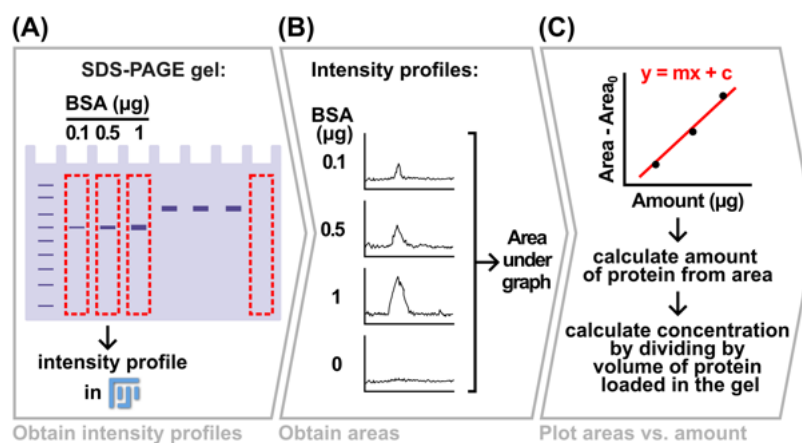 (A)
SDS-PAGE gel:
BSA (µg)
0.1 0.5 1
intensity profile
in
Obtain intensity profiles
(B)
Intensity profiles:
BSA
(µg)
0.1
0.5
1
0
Area
under
graph
Obtain areas
(C)
y = mx + c
Area - Area₀
Amount (µg)
calculate amount
of protein from area
calculate concentration
by dividing by
volume of protein
loaded in the gel
Plot areas vs. amount